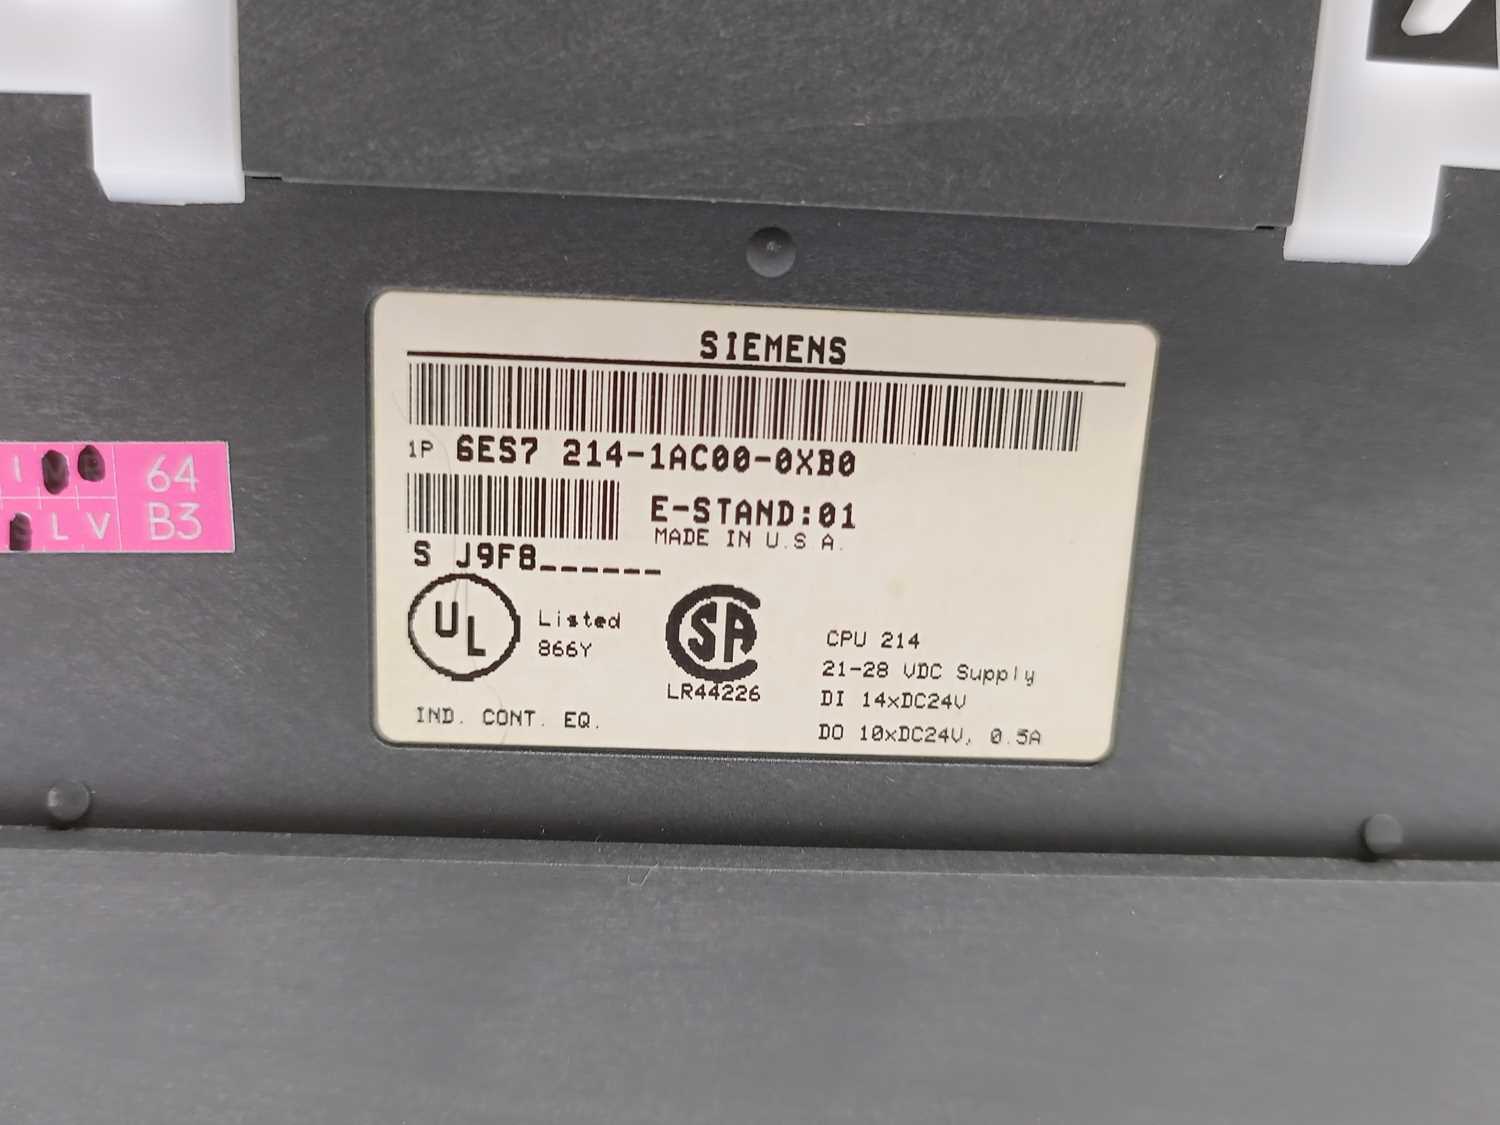 SIEMENS
1P 6ES7 214-1AC00-0XB0
E-STAND:01
MADE IN U.S.A.
S J9F8______
UL Listed
866Y
SA
LR44226
IND. CONT. EQ.
CPU 214
21-28 VDC Supply
DI 14xDC24V
DO 10xDC24V, 0.5A
I 64
L V B3